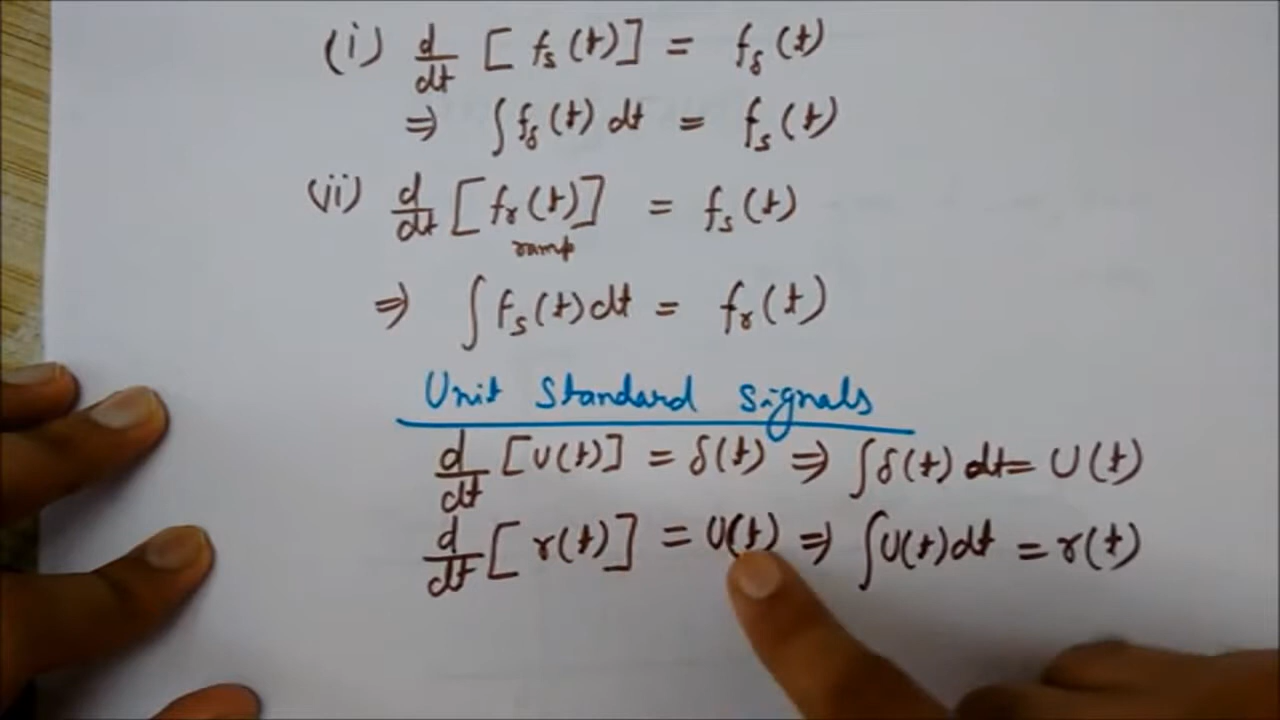 (i) d/dt [fs(t)] = fδ(t)
⇒ ∫fδ(t) dt = fs(t)
(ii) d/dt [fr(t)] = fs(t)
ramp
⇒ ∫fs(t)dt = fr(t)
Unit Standard Signals
d/dt [U(t)] = δ(t) ⇒ ∫δ(t) dt = U(t)
d/dt [r(t)] = U(t) ⇒ ∫U(t)dt = r(t)